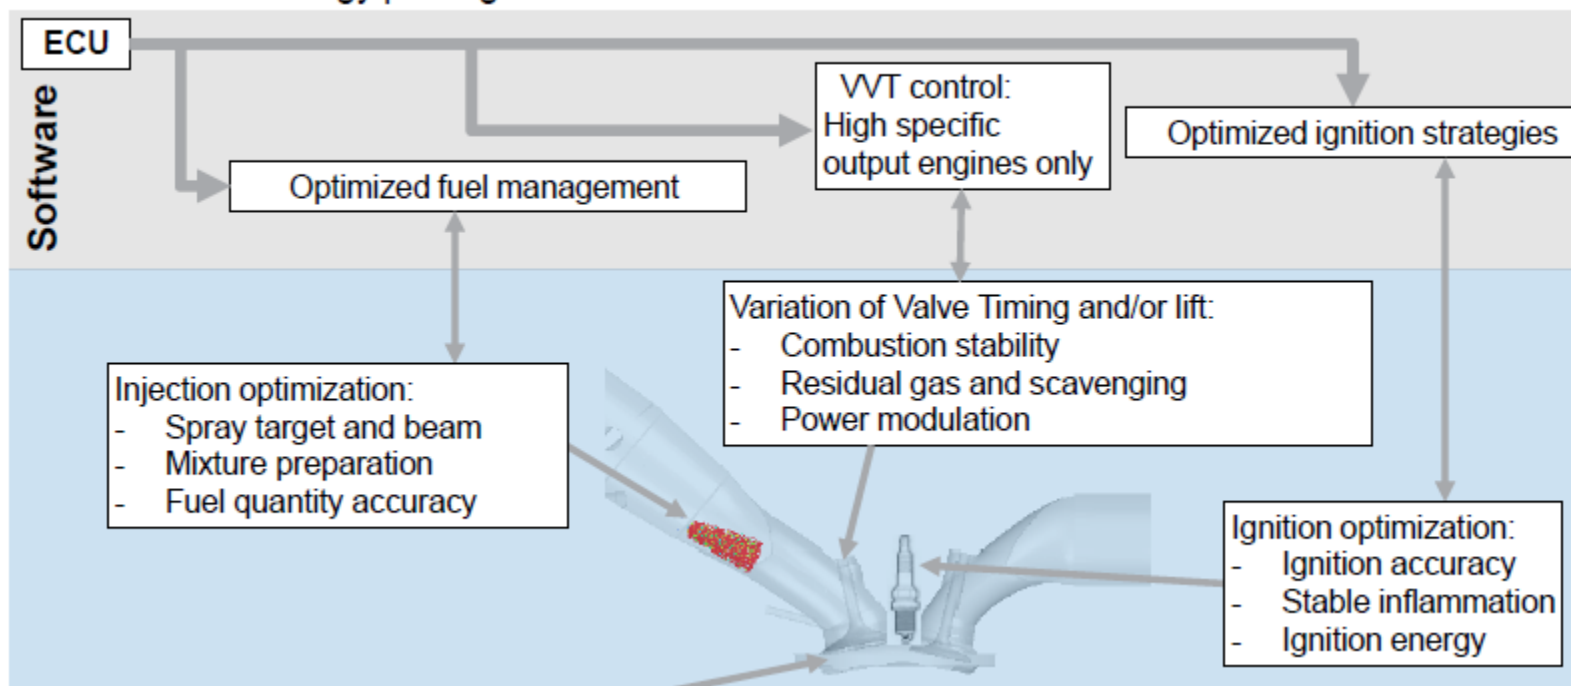 ECU
Software
VVT control:
High specific
output engines only
Optimized ignition strategies
Optimized fuel management
Variation of Valve Timing and/or lift:
- Combustion stability
- Residual gas and scavenging
- Power modulation
Injection optimization:
- Spray target and beam
- Mixture preparation
- Fuel quantity accuracy
Ignition optimization:
- Ignition accuracy
- Stable inflammation
- Ignition energy